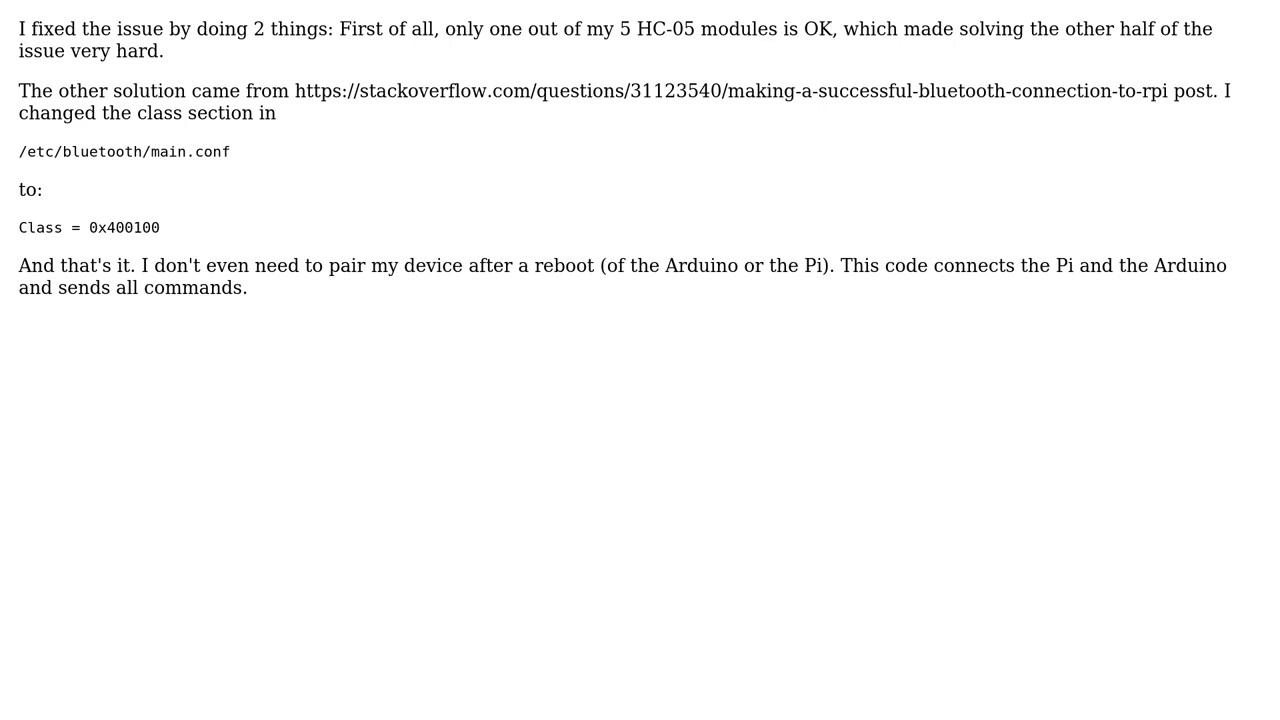 I fixed the issue by doing 2 things: First of all, only one out of my 5 HC-05 modules is OK, which made solving the other half of the
issue very hard.
The other solution came from https://stackoverflow.com/questions/31123540/making-a-successful-bluetooth-connection-to-rpi post. I
changed the class section in
/etc/bluetooth/main.conf
to:
Class = 0x400100
And that's it. I don't even need to pair my device after a reboot (of the Arduino or the Pi). This code connects the Pi and the Arduino
and sends all commands.